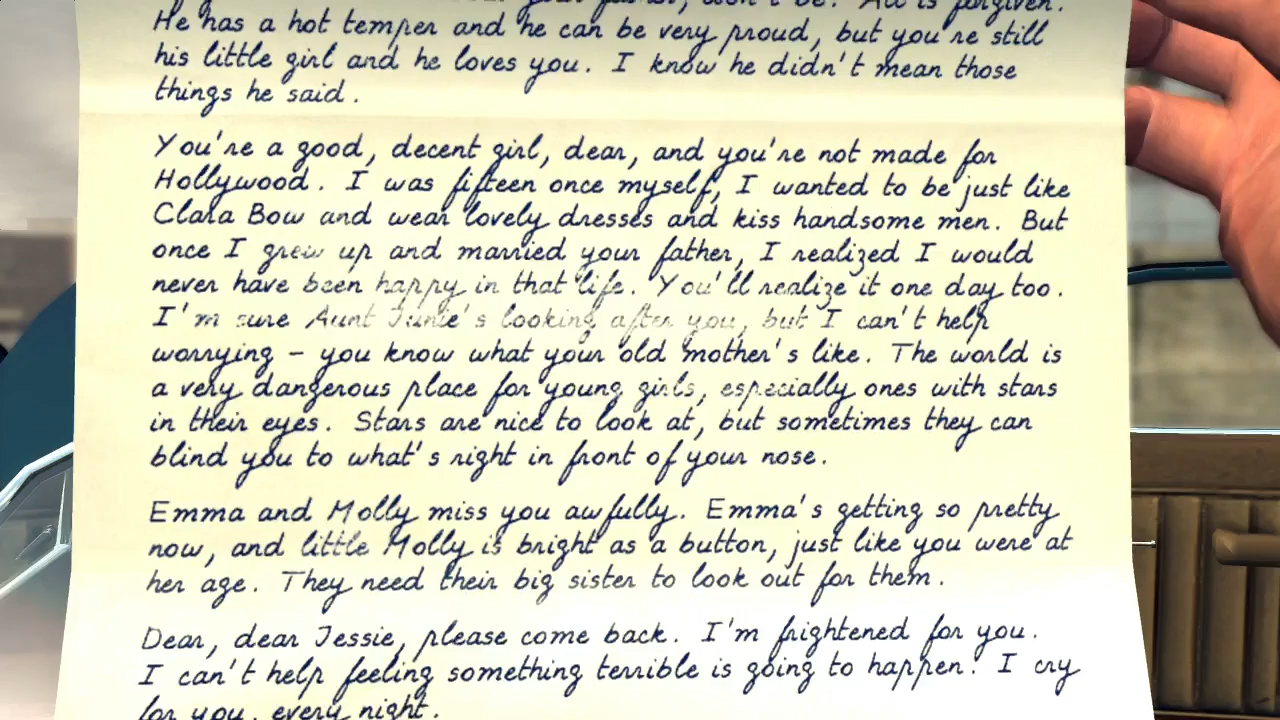 your father, don't be. All is forgiven.
He has a hot temper and he can be very proud, but you're still
his little girl and he loves you. I know he didn't mean those
things he said.
You're a good, decent girl, dear, and you're not made for
Hollywood. I was fifteen once myself, I wanted to be just like
Clara Bow and wear lovely dresses and kiss handsome men. But
once I grew up and married your father, I realized I would
never have been happy in that life. You'll realize it one day too.
I'm sure Aunt Junie's looking after you, but I can't help
worrying – you know what your old mother's like. The world is
a very dangerous place for young girls, especially ones with stars
in their eyes. Stars are nice to look at, but sometimes they can
blind you to what's right in front of your nose.
Emma and Molly miss you awfully. Emma's getting so pretty
now, and little Molly is bright as a button, just like you were at
her age. They need their big sister to look out for them.
Dear, dear Jessie, please come back. I'm frightened for you.
I can't help feeling something terrible is going to happen. I cry
for you, every night.